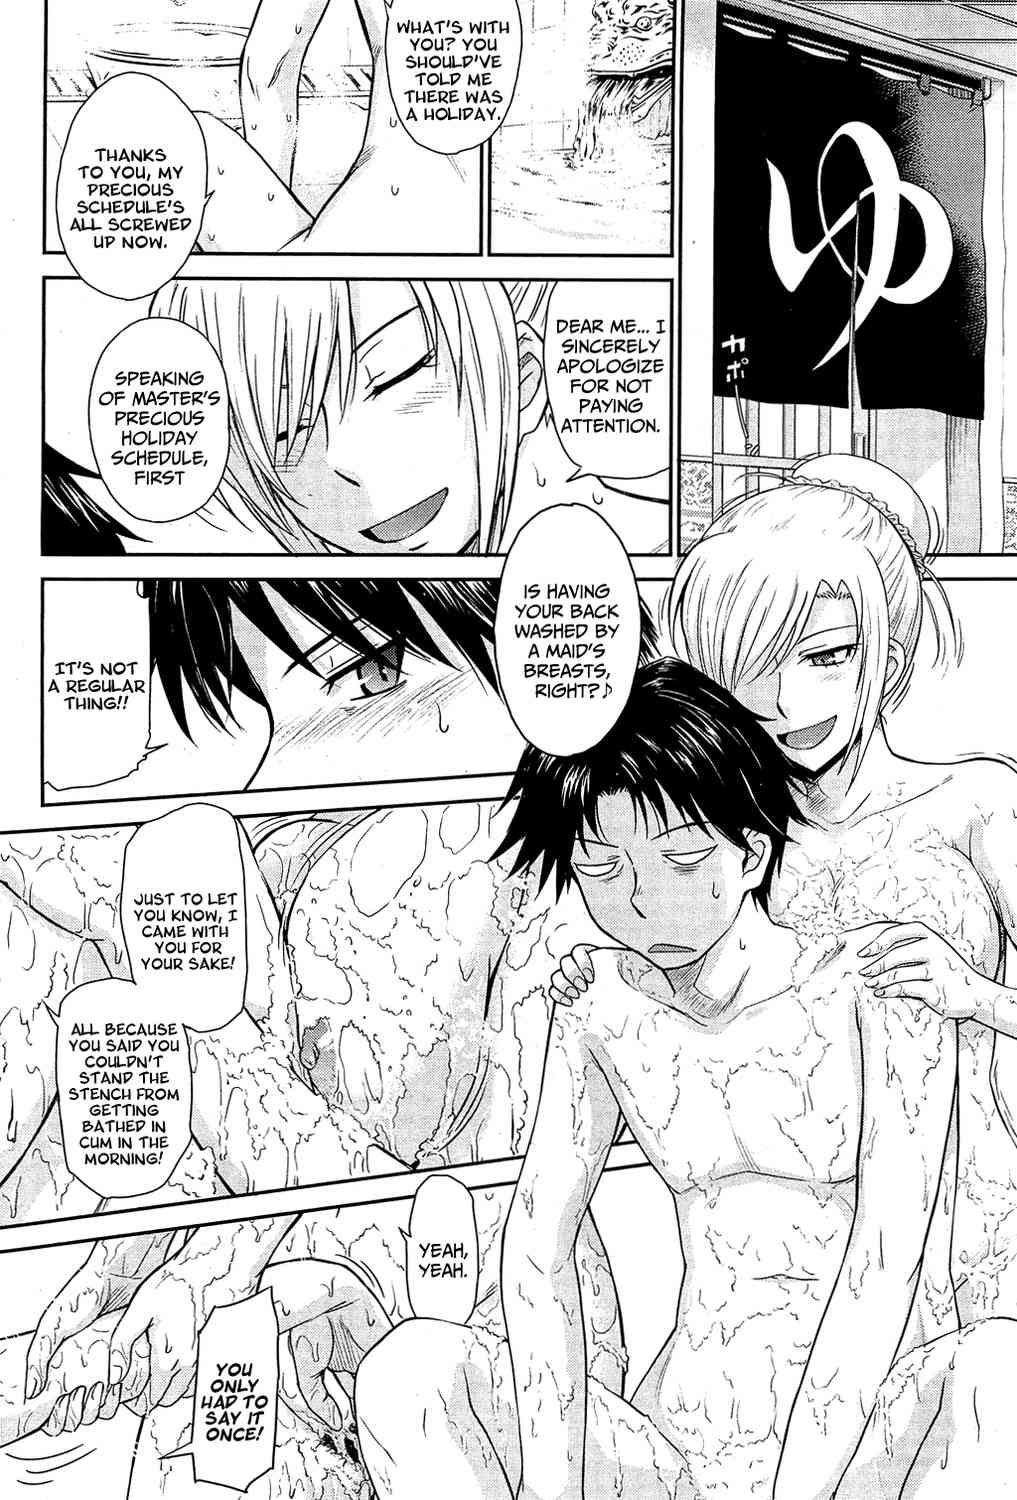 ゆ
カポーン
WHAT'S WITH
YOU? YOU
SHOULD'VE
TOLD ME
THERE WAS
A HOLIDAY.
THANKS
TO YOU, MY
PRECIOUS
SCHEDULE'S
ALL SCREWED
UP NOW.
DEAR ME... I
SINCERELY
APOLOGIZE
FOR NOT
PAYING
ATTENTION.
SPEAKING
OF MASTER'S
PRECIOUS
HOLIDAY
SCHEDULE,
FIRST
IS HAVING
YOUR BACK
WASHED BY
A MAID'S
BREASTS,
RIGHT?♪
IT'S NOT
A REGULAR
THING!!
JUST TO LET
YOU KNOW, I
CAME WITH
YOU FOR
YOUR SAKE!
ALL BECAUSE
YOU SAID YOU
COULDN'T
STAND THE
STENCH FROM
GETTING
BATHED IN
CUM IN THE
MORNING!
YEAH,
YEAH.
YOU
ONLY
HAD TO
SAY IT
ONCE!